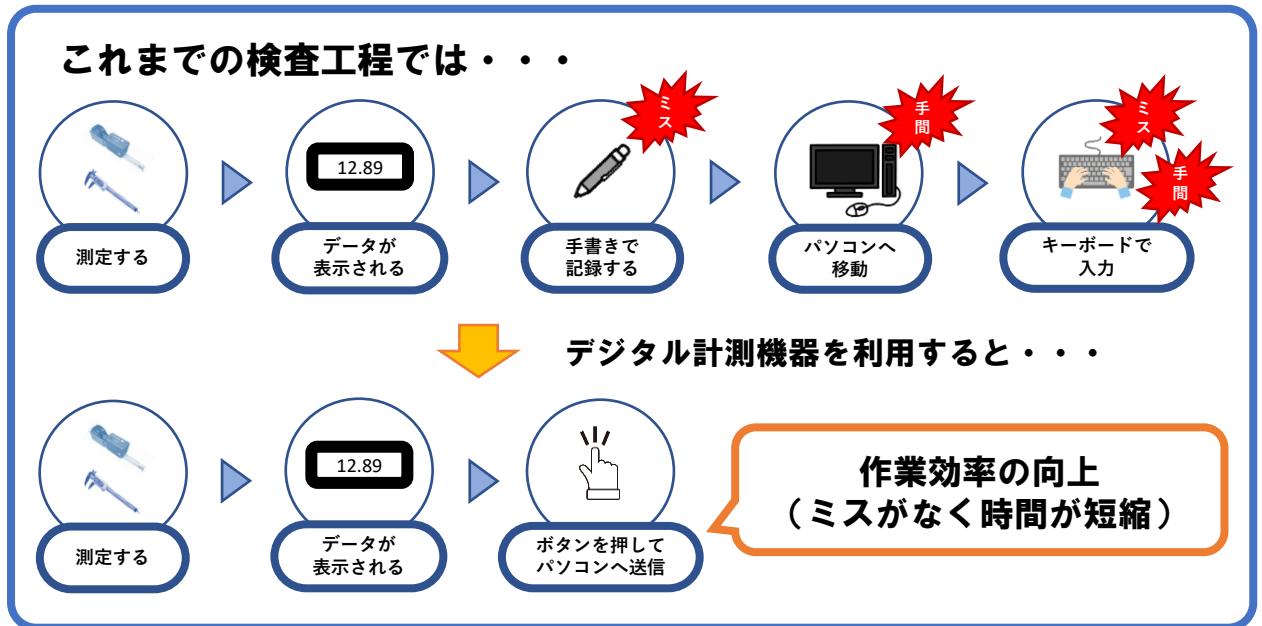 これまでの検査工程では・・・
12.89
ミス
手間
ミス
手間
測定する
データが
表示される
手書きで
記録する
パソコンへ
移動
キーボードで
入力
デジタル計測機器を利用すると・・・
12.89
測定する
データが
表示される
ボタンを押して
パソコンへ送信
作業効率の向上
（ミスがなく時間が短縮）